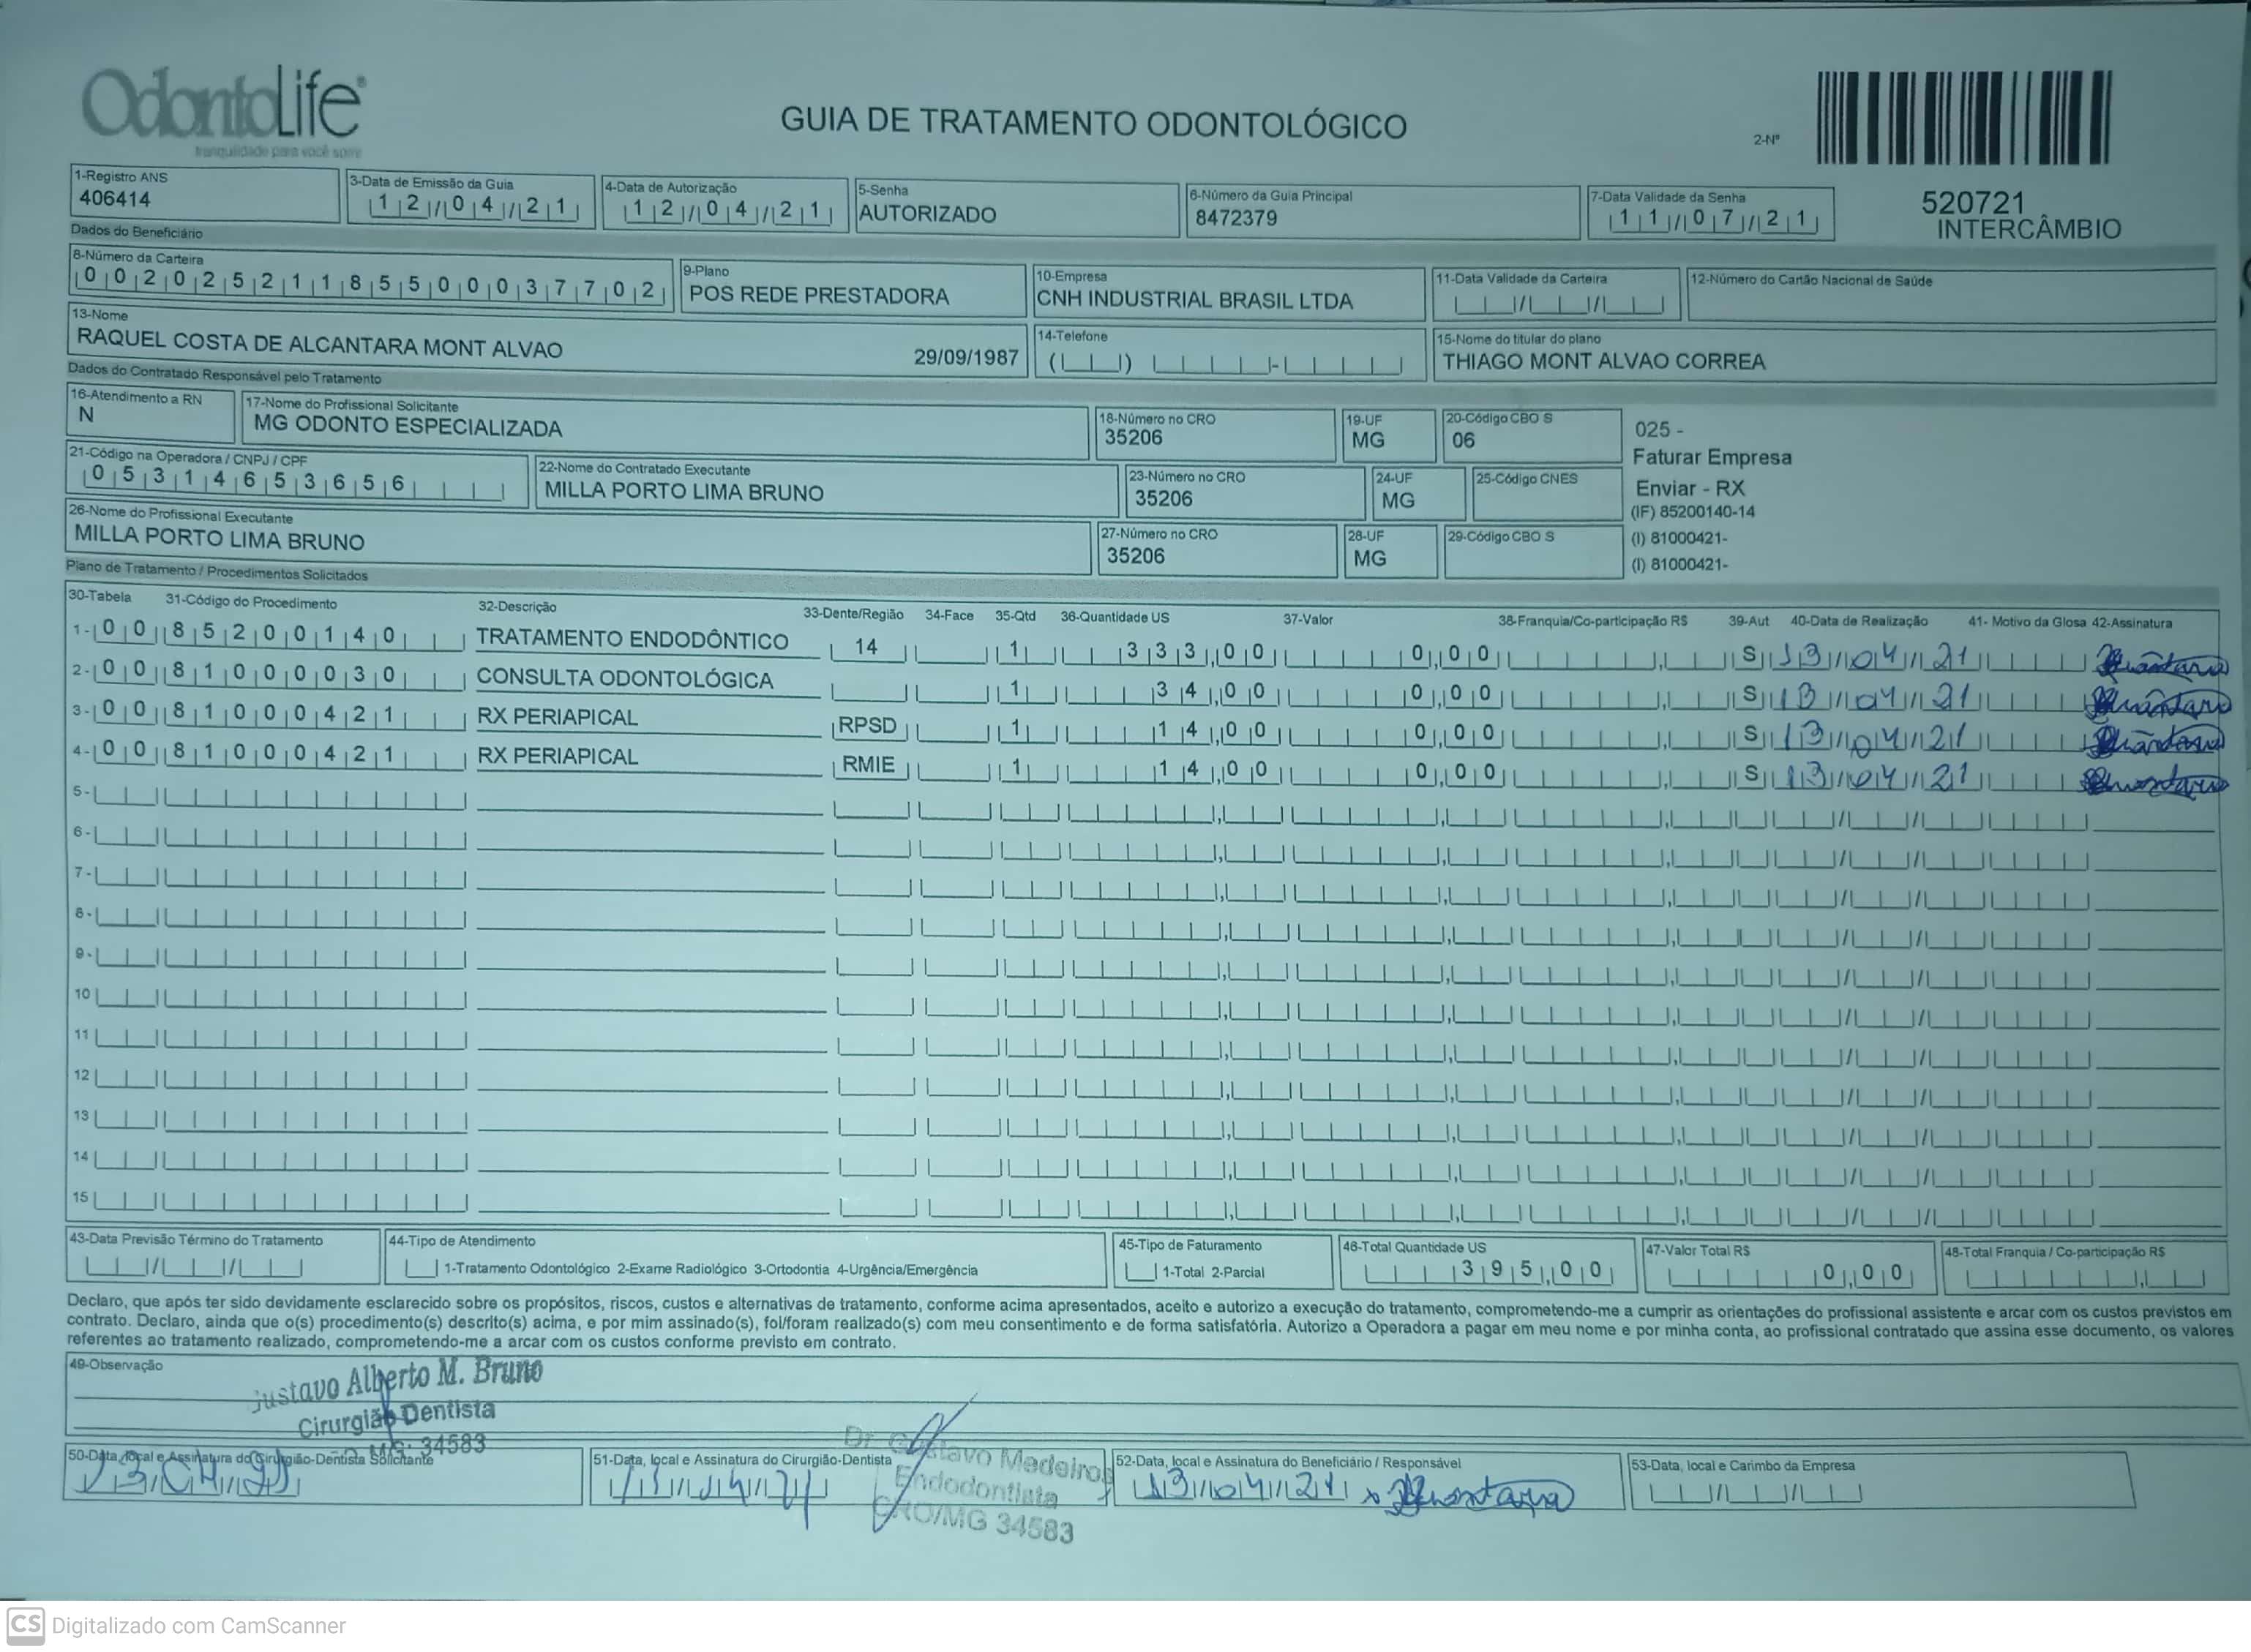 OdontoLife®
tranquilidade para você sorrir
GUIA DE TRATAMENTO ODONTOLÓGICO
2-Nº
520721
INTERCÂMBIO
1-Registro ANS
406414
3-Data de Emissão da Guia
12/04/21
4-Data de Autorização
12/04/21
5-Senha
AUTORIZADO
6-Número da Guia Principal
8472379
7-Data Validade da Senha
11/07/21
Dados do Beneficiário
8-Número da Carteira
00202521185500037702
9-Plano
POS REDE PRESTADORA
10-Empresa
CNH INDUSTRIAL BRASIL LTDA
11-Data Validade da Carteira
12-Número do Cartão Nacional de Saúde
13-Nome
RAQUEL COSTA DE ALCANTARA MONT ALVAO 29/09/1987
14-Telefone
15-Nome do titular do plano
THIAGO MONT ALVAO CORREA
Dados do Contratado Responsável pelo Tratamento
16-Atendimento a RN
N
17-Nome do Profissional Solicitante
MG ODONTO ESPECIALIZADA
18-Número no CRO
35206
19-UF
MG
20-Código CBO S
06
025 -
Faturar Empresa
Enviar - RX
(IF) 85200140-14
(I) 81000421-
(I) 81000421-
21-Código na Operadora / CNPJ / CPF
05314653656
22-Nome do Contratado Executante
MILLA PORTO LIMA BRUNO
23-Número no CRO
35206
24-UF
MG
25-Código CNES
26-Nome do Profissional Executante
MILLA PORTO LIMA BRUNO
27-Número no CRO
35206
28-UF
MG
29-Código CBO S
Plano de Tratamento / Procedimentos Solicitados
30-Tabela 31-Código do Procedimento 32-Descrição 33-Dente/Região 34-Face 35-Qtd 36-Quantidade US 37-Valor 38-Franquia/Co-participação R$ 39-Aut 40-Data de Realização 41- Motivo da Glosa 42-Assinatura
1- 00 85200140 TRATAMENTO ENDODÔNTICO 14 1 333,00 0,00 S 13/04/21
2- 00 81000030 CONSULTA ODONTOLÓGICA 1 34,00 0,00 S 13/04/21
3- 00 81000421 RX PERIAPICAL RPSD 1 14,00 0,00 S 13/04/21
4- 00 81000421 RX PERIAPICAL RMIE 1 14,00 0,00 S 13/04/21
5-
6-
7-
8-
9-
10
11
12
13
14
15
43-Data Previsão Término do Tratamento
44-Tipo de Atendimento
1-Tratamento Odontológico 2-Exame Radiológico 3-Ortodontia 4-Urgência/Emergência
45-Tipo de Faturamento
1-Total 2-Parcial
46-Total Quantidade US
395,00
47-Valor Total R$
0,00
48-Total Franquia / Co-participação R$
Declaro, que após ter sido devidamente esclarecido sobre os propósitos, riscos, custos e alternativas de tratamento, conforme acima apresentados, aceito e autorizo a execução do tratamento, comprometendo-me a cumprir as orientações do profissional assistente e arcar com os custos previstos em
contrato. Declaro, ainda que o(s) procedimento(s) descrito(s) acima, e por mim assinado(s), foi/foram realizado(s) com meu consentimento e de forma satisfatória. Autorizo a Operadora a pagar em meu nome e por minha conta, ao profissional contratado que assina esse documento, os valores
referentes ao tratamento realizado, comprometendo-me a arcar com os custos conforme previsto em contrato.
49-Observação
Gustavo Alberto M. Bruno
Cirurgião Dentista
MG: 34583
50-Data, local e Assinatura do Cirurgião-Dentista Solicitante
51-Data, local e Assinatura do Cirurgião-Dentista
Dr. Gustavo Medeiros
Endodontista
CRO/MG 34583
52-Data, local e Assinatura do Beneficiário / Responsável
13/04/21
53-Data, local e Carimbo da Empresa
CS Digitalizado com CamScanner